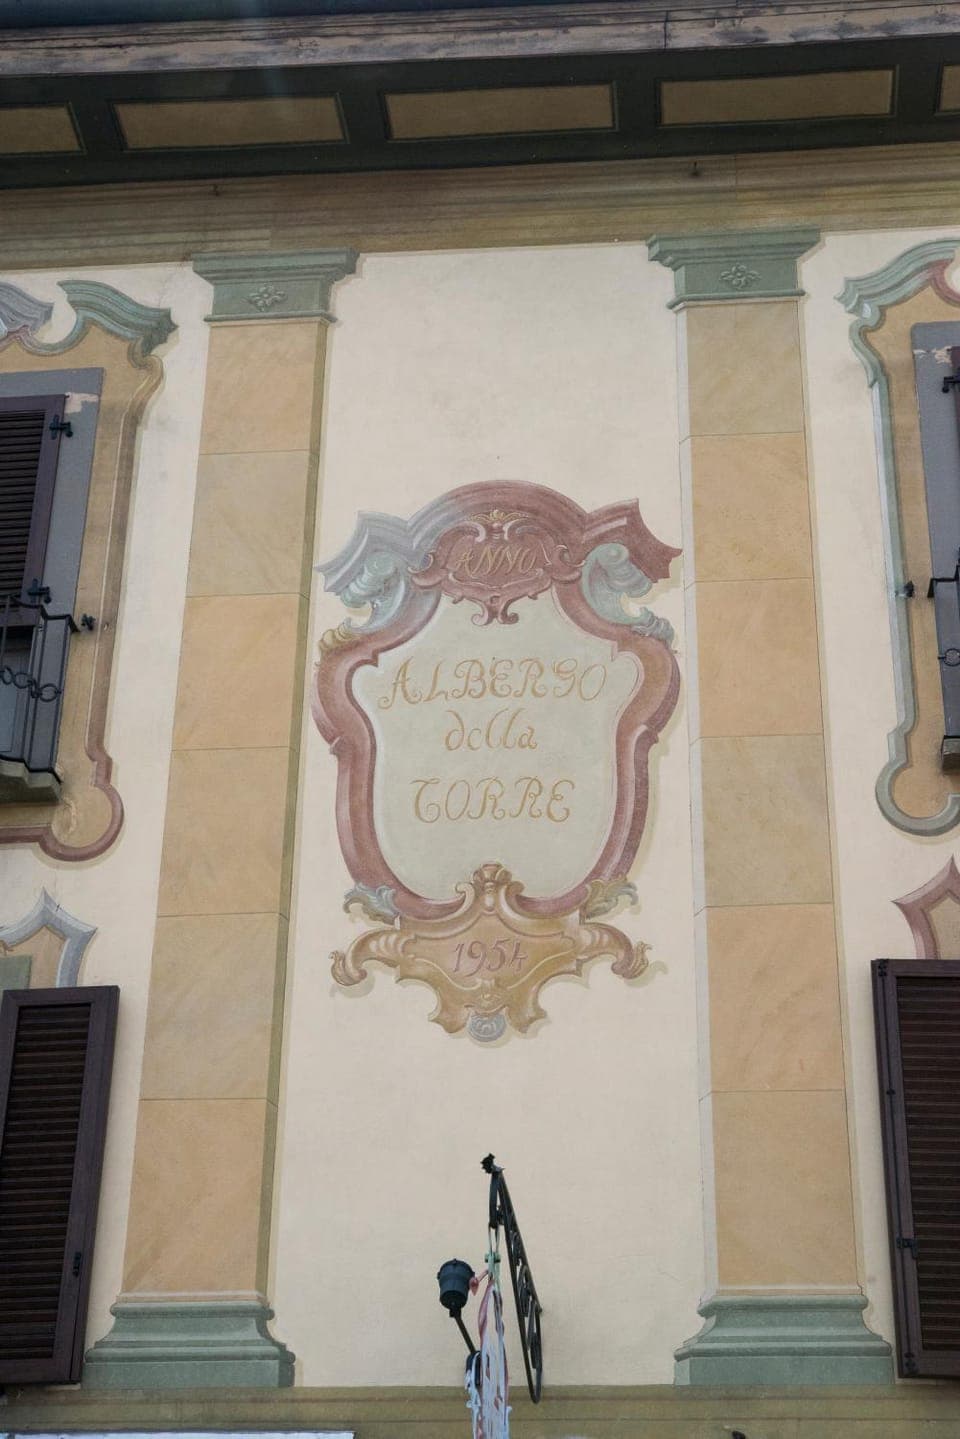 ANNO
ALBERGO
della
TORRE
1954